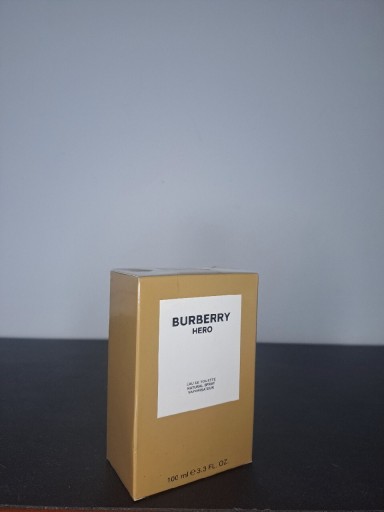 BURBERRY
HERO
EAU DE TOILETTE
NATURAL SPRAY
VAPORISATEUR
100 ml ℮ 3.3 FL. OZ.